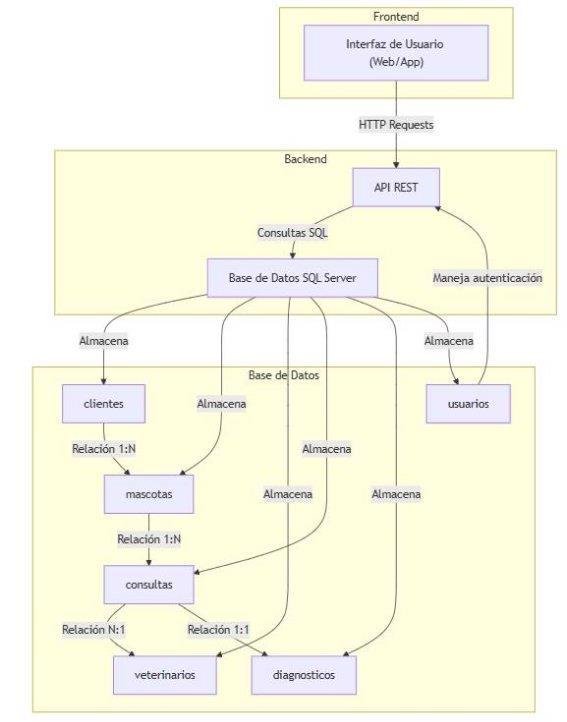 Frontend
Interfaz de Usuario
(Web/App)
HTTP Requests
Backend
API REST
Consultas SQL
Base de Datos SQL Server
Maneja autenticación
Almacena
Almacena
Base de Datos
clientes
Almacena
usuarios
Relación 1:N
Almacena
mascotas
Almacena
Almacena
Relación 1:N
consultas
Relación N:1
Relación 1:1
veterinarios
diagnosticos